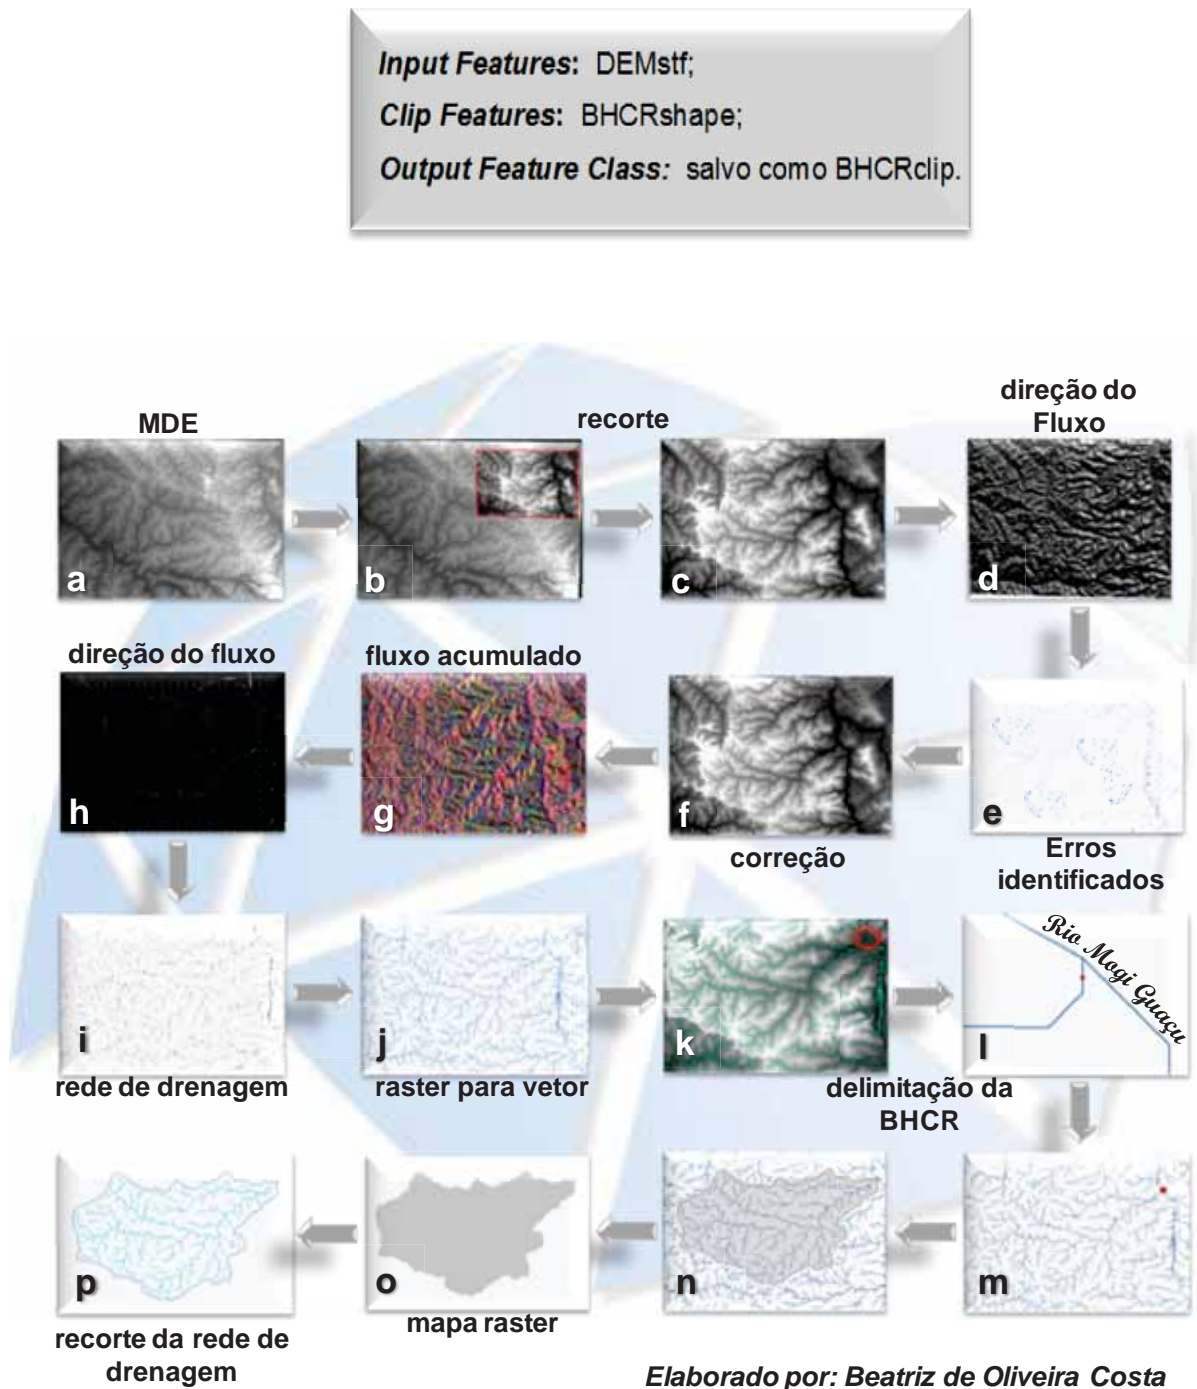 Input Features: DEMstf;
Clip Features: BHCRshape;
Output Feature Class: salvo como BHCRclip.
MDE
recorte
direção do
Fluxo
a
b
c
d
direção do fluxo
fluxo acumulado
h
g
f
e
correção
Erros
identificados
Rio Mogi Guaçu
i
j
k
l
rede de drenagem
raster para vetor
delimitação da
BHCR
p
o
n
m
mapa raster
recorte da rede de
drenagem
Elaborado por: Beatriz de Oliveira Costa